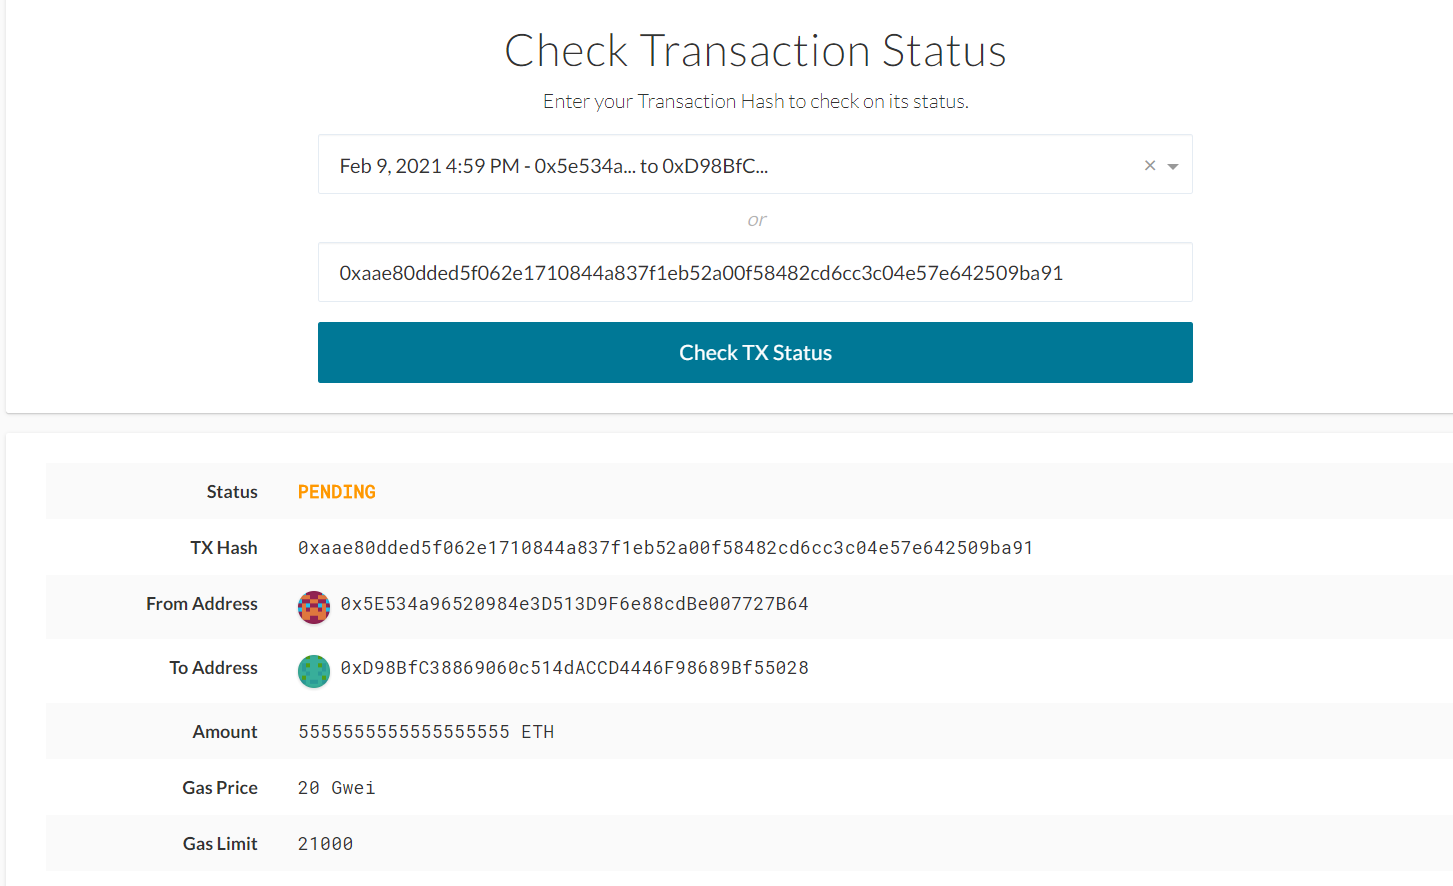 Check Transaction Status
Enter your Transaction Hash to check on its status.
Feb 9, 2021 4:59 PM - 0x5e534a... to 0xD98BfC...
or
0xaae80dded5f062e1710844a837f1eb52a00f58482cd6cc3c04e57e642509ba91
Check TX Status
Status PENDING
TX Hash 0xaae80dded5f062e1710844a837f1eb52a00f58482cd6cc3c04e57e642509ba91
From Address 0x5E534a96520984e3D513D9F6e88cdBe007727B64
To Address 0xD98BfC38869060c514dACCD4446F98689Bf55028
Amount 5555555555555555555 ETH
Gas Price 20 Gwei
Gas Limit 21000